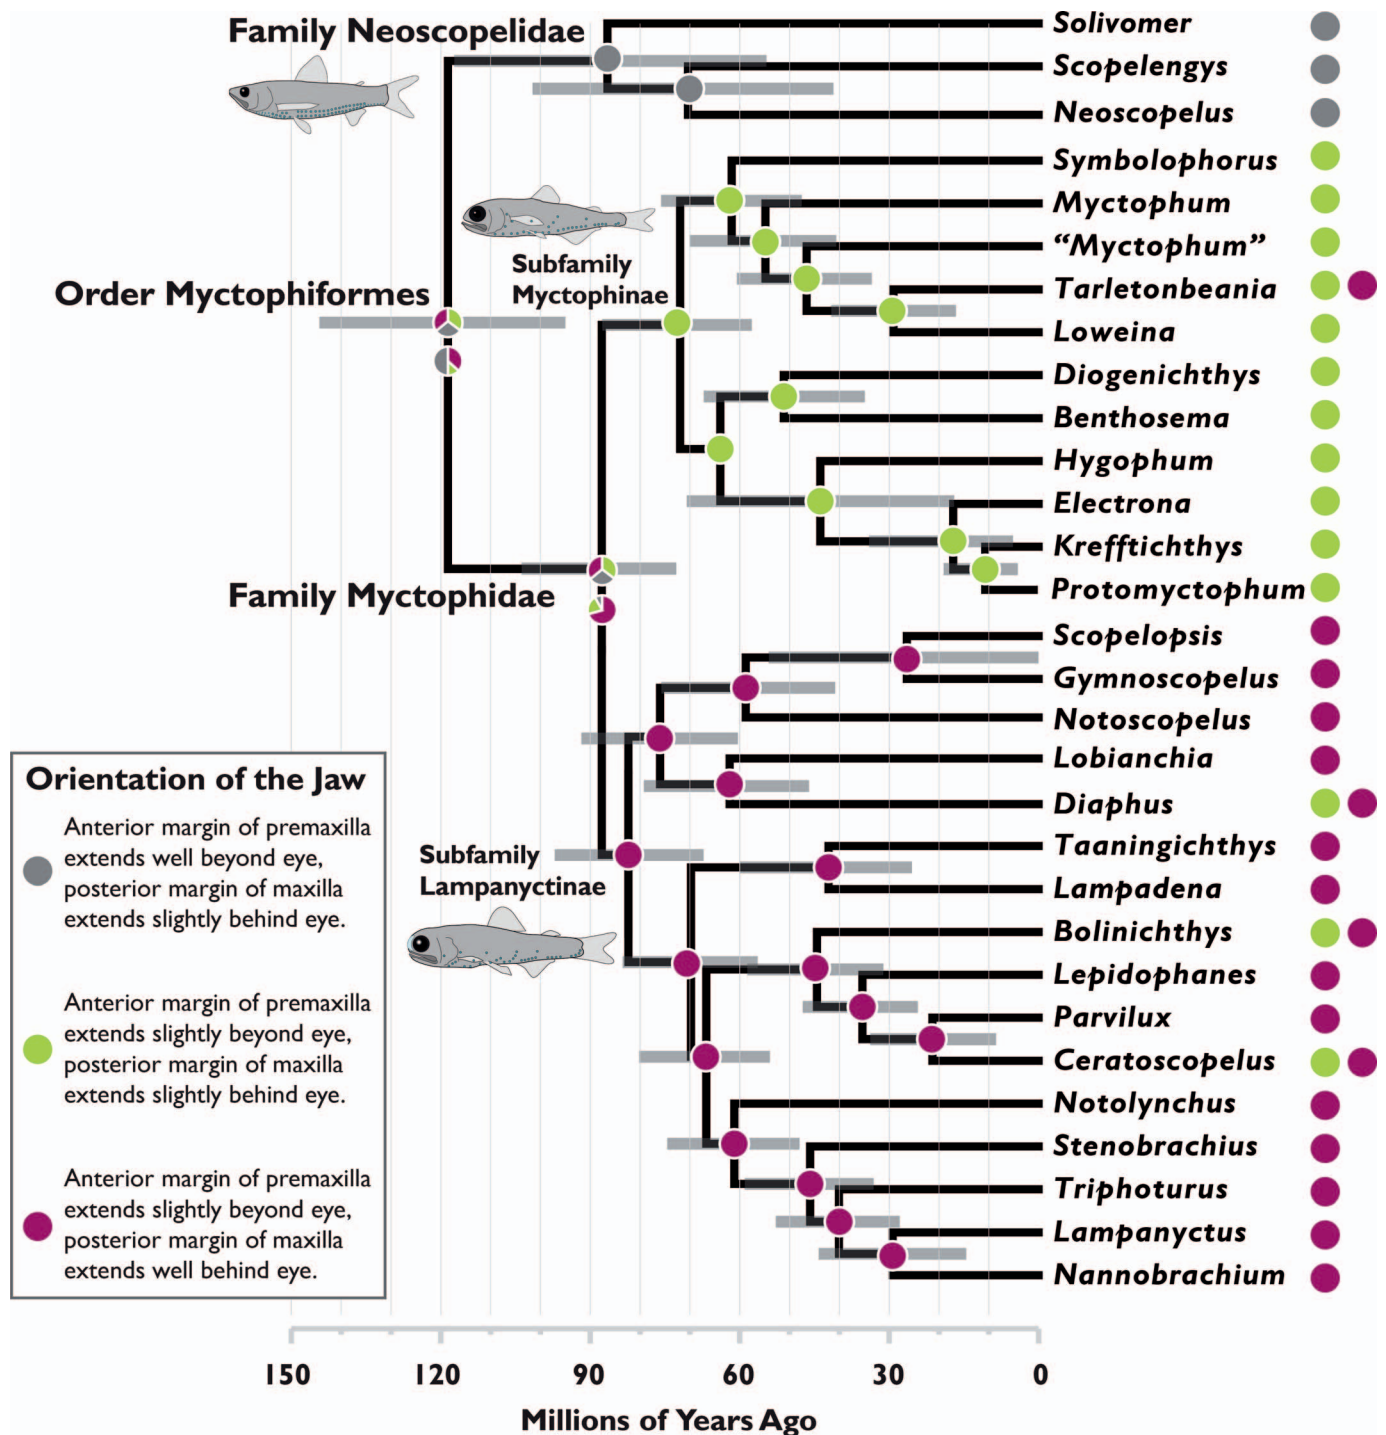 Family Neoscopelidae
Solivomer
Scopelengys
Neoscopelus
Symbolophorus
Myctophum
“Myctophum”
Subfamily
Myctophinae
Tarletonbeania
Order Myctophiformes
Loweina
Diogenichthys
Benthosema
Hygophum
Electrona
Krefftichthys
Protomyctophum
Family Myctophidae
Scopelopsis
Gymnoscopelus
Notoscopelus
Lobianchia
Diaphus
Taaningichthys
Subfamily
Lampanyctinae
Lampadena
Bolinichthys
Lepidophanes
Parvilux
Ceratoscopelus
Notolynchus
Stenobrachius
Triphoturus
Lampanyctus
Nannobrachium
Orientation of the Jaw
Anterior margin of premaxilla
extends well beyond eye,
posterior margin of maxilla
extends slightly behind eye.
Anterior margin of premaxilla
extends slightly beyond eye,
posterior margin of maxilla
extends slightly behind eye.
Anterior margin of premaxilla
extends slightly beyond eye,
posterior margin of maxilla
extends well behind eye.
150 120 90 60 30 0
Millions of Years Ago